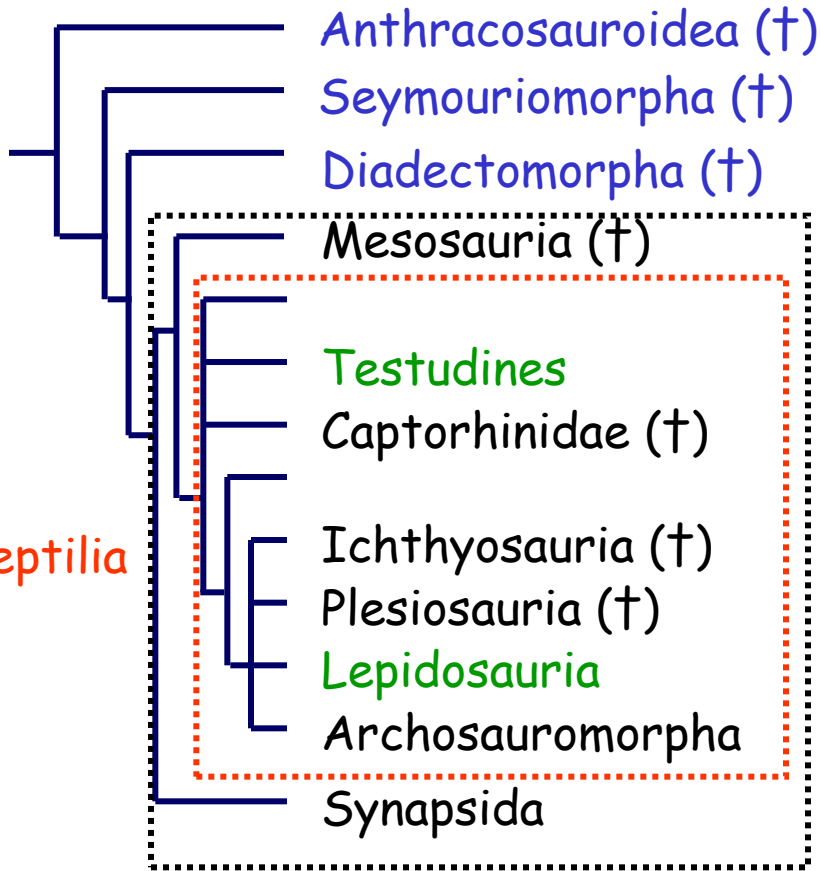 Anthracosauroidea (†)
Seymouriomorpha (†)
Diadectomorpha (†)
Mesosauria (†)
Testudines
Captorhinidae (†)
Ichthyosauria (†)
eptilia
Plesiosauria (†)
Lepidosauria
Archosauromorpha
Synapsida